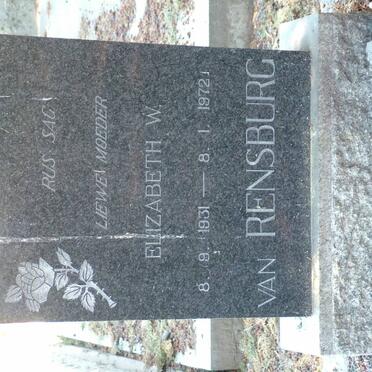 RUS SAG
LIEWE MOEDER
ELIZABETH W.
8. 9. 1931 — 8. 1. 1972
VAN RENSBURG